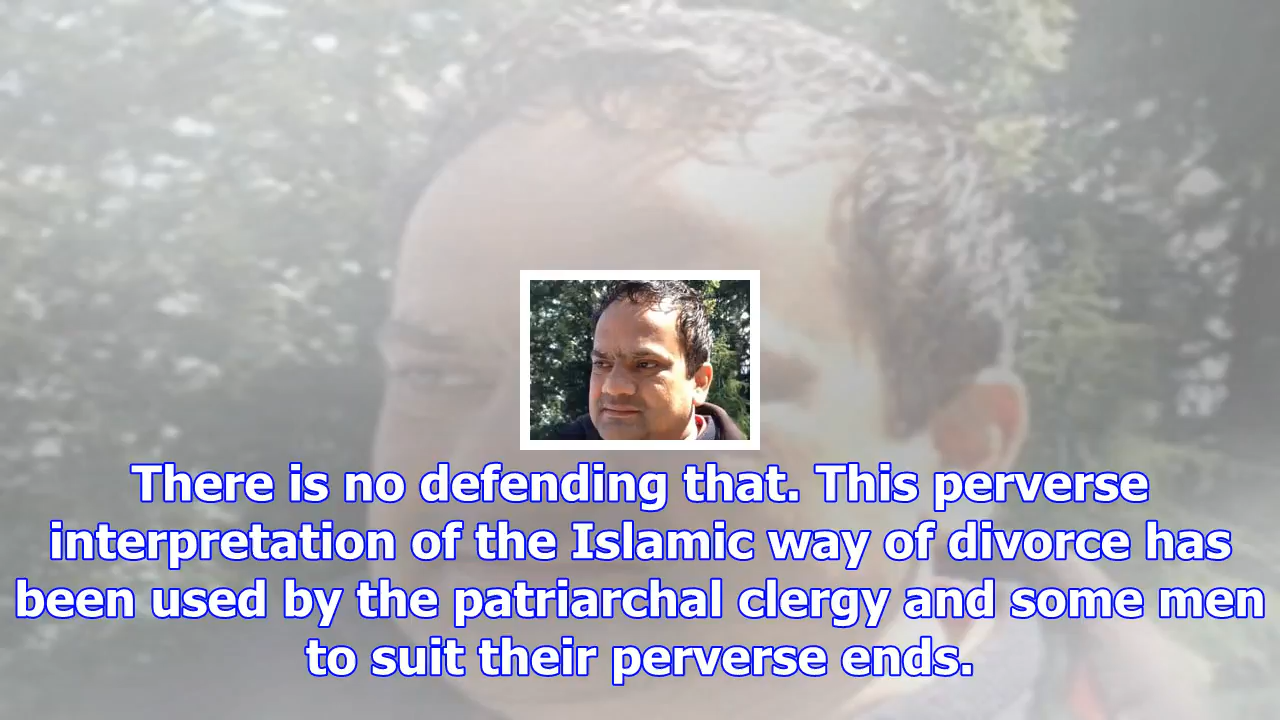 There is no defending that. This perverse
interpretation of the Islamic way of divorce has
been used by the patriarchal clergy and some men
to suit their perverse ends.